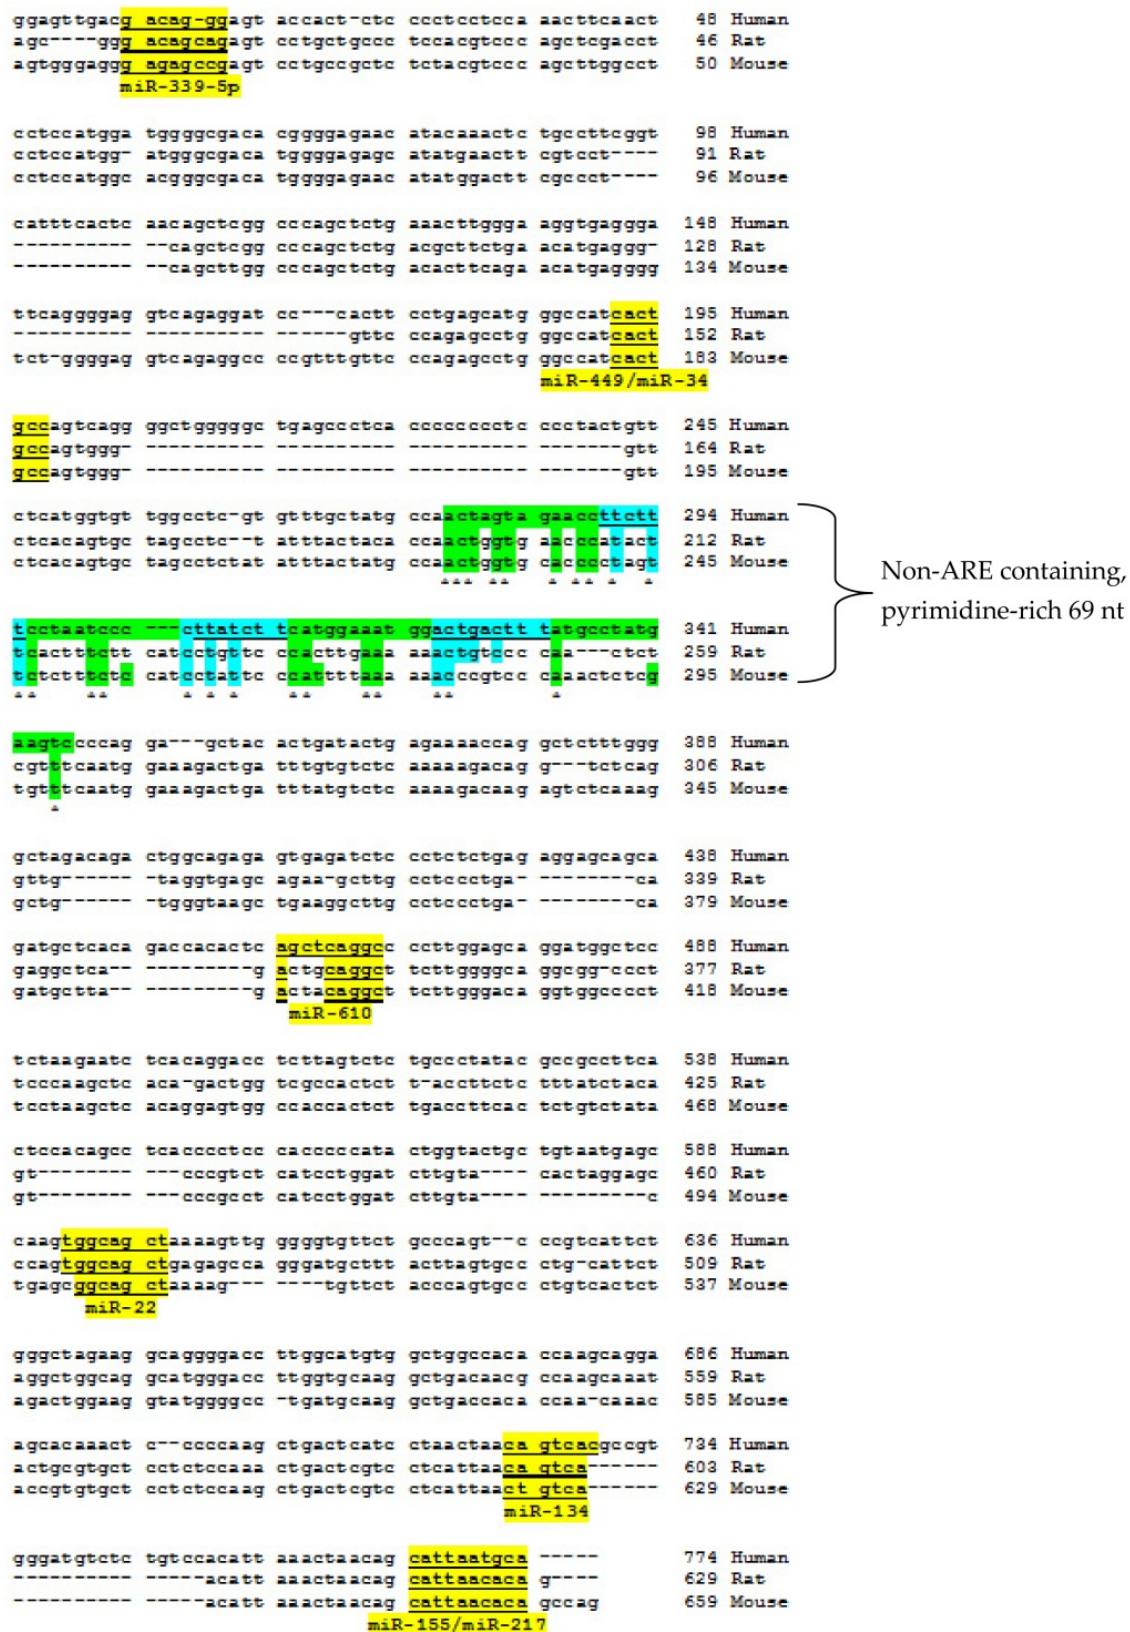 ggagttgacg acag-ggagt accact-ctc ccctcctcca aacttcaact 48 Human
agc----ggg acagcagagt cctgctgccc tccacgtccc agctcgacct 46 Rat
agtgggaggg agagccgagt cctgccgctc tctacgtccc agcttggcct 50 Mouse
miR-339-5p
cctccatgga tggggcgaca cggggagaac atacaaactc tgccttcggt 98 Human
cctccatgg- atgggcgaca tggggagagc atatgaactt cgtcct---- 91 Rat
cctccatggc acgggcgaca tggggagaac atatggactt cgccct---- 96 Mouse
catttcactc aacagctcgg cccagctctg aaacttggga aggtgaggga 148 Human
---------- --cagctcgg cccagctctg acgcttctga acatgaggg- 128 Rat
---------- --cagcttgg cccagctctg acacttcaga acatgagggg 134 Mouse
ttcaggggag gtcagaggat cc---cactt cctgagcatg ggccatcact 195 Human
---------- ---------- ------gttc ccagagcctg ggccatcact 152 Rat
tct-ggggag gtcagaggcc cccgtttgttc ccagagcctg ggccatcact 183 Mouse
miR-449/miR-34
gccagtcagg ggctgggggc tgagccctca cccccccctc ccctactgtt 245 Human
gccagtggg- ---------- ---------- ---------- -------gtt 164 Rat
gccagtggg- ---------- ---------- ---------- -------gtt 195 Mouse
ctcatggtgt tggcctc-gt gtttgctatg ccaactagta gaaccttctt 294 Human
ctcacagtgc tagcctc--t atttactaca ccaactggtg aacccatact 212 Rat
ctcacagtgc tagcctctat atttactatg ccaactggtg cacccctagt 245 Mouse
*** ** * ** * *
Non-ARE containing,
pyrimidine-rich 69 nt
tcctaatccc ---cttatctt tcatggaaat ggactgacttt tatgcctatg 341 Human
tcactttctt catcctgttcc ccacttgaaa aaactgtccc caa---ctct 259 Rat
tctctttctc catcctattcc ccattttaaa aaacccgtccc caaactctcg 295 Mouse
** ** * * * ** ** ** *
aagtccccag ga---gctac actgatactg agaaaaccag gctctttggg 388 Human
cgtttcaatg gaaagactga tttgtgtctc aaaaagacag g---tctcag 306 Rat
tgtttcaatg gaaagactga tttatgtctc aaaagacaag agtctcaaag 345 Mouse
*
gctagacaga ctggcagaga gtgagatctc cctctctgag aggagcagca 438 Human
gttg------ --taggtgagc agaa-gcttg cctccctga- --------ca 339 Rat
gctg------ -tgggtaagc tgaaggcttg cctccctga- --------ca 379 Mouse
gatgctcaca gaccacactc agctcaggcc ccttggagca ggatggctcc 488 Human
gaggctca-- ---------g actgcaggct tcttggggca ggcgg-ccct 377 Rat
gatgctta-- ---------g actacaggct tcttgggaca ggtggcccct 418 Mouse
miR-610
tctaagaatc tcacaggacc tcttagtctc tgccctatac gccgccttca 538 Human
tcccaagctc aca-gactgg tcgccactct t-accttctc tttatctaca 425 Rat
tcctaagctc acaggagtgg ccaccactct tgaccttcac tctgtctata 468 Mouse
ctccacagcc tcacccctcc cacccccata ctggtactgc tgtaatgagc 588 Human
gt-------- ---cccgtct catcctggat cttgta---- cactaggagc 460 Rat
gt-------- ---cccgcct catcctggat cttgta---- ---------c 494 Mouse
caagtggcag ctaaaagttg ggggtgttct gcccagt--c ccgtcattct 636 Human
ccagtggcag ctgagagcca gggatgcttt acttagtgcc ctg-cattct 509 Rat
tgagcggcag ctaaaag--- ----tgttct acccagtgcc ctgtcactct 537 Mouse
miR-22
gggctagaag gcaggggacc ttggcatgtg gctggccaca ccaagcagga 686 Human
aggctggcag gcatgggacc ttggtgcaag gctgacaacg ccaagcaaat 559 Rat
agactggaag gtatggggcc -tgatgcaag gctgaccaca ccaa-caaac 585 Mouse
agcacaaact c--ccccaag ctgactcatc cctaactaaca gtcacgccgt 734 Human
actgcgtgct cctctccaaa ctgactcgtc ctcattaaca gtca------ 603 Rat
accgtgtgct cctctccaag ctgactcgtc ctcattaact gtca------ 629 Mouse
miR-134
gggatgtctc tgtccacatt aaactaacag cattaatgca ----- 774 Human
---------- -----acatt aaactaacag cattaacaca g---- 629 Rat
---------- -----acatt aaactaacag cattaacaca gccag 659 Mouse
miR-155/miR-217